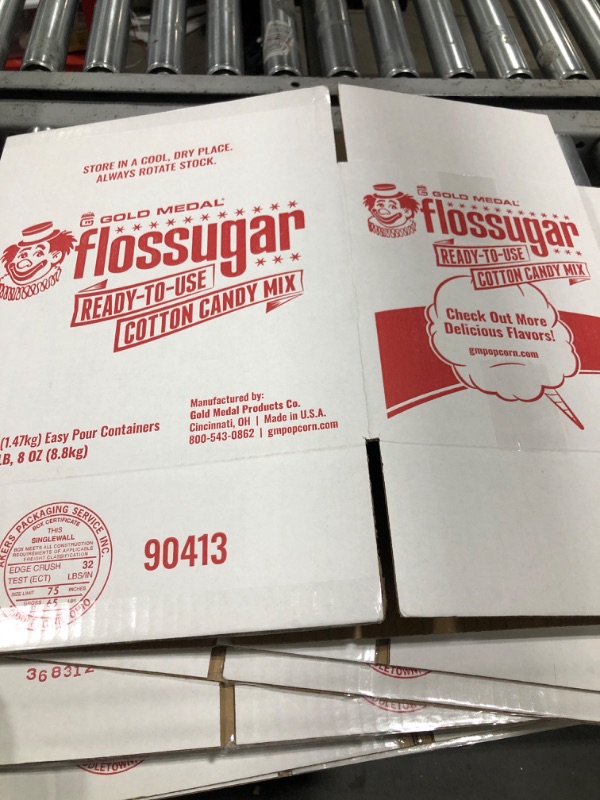 STORE IN A COOL, DRY PLACE.
ALWAYS ROTATE STOCK.
GOLD MEDAL
flossugar
READY-TO-USE
COTTON CANDY MIX
(1.47kg) Easy Pour Containers
LB, 8 OZ (8.8kg)
Manufactured by:
Gold Medal Products Co.
Cincinnati, OH | Made in U.S.A.
800-543-0862 | gmpopcorn.com
PACKAGING SERVICE INC.
BOX CERTIFICATE
THIS
SINGLEWALL
BOX MEETS ALL CONSTRUCTION
REQUIREMENTS OF APPLICABLE
FREIGHT CLASSIFICATION
EDGE CRUSH 32
TEST (ECT) LBS/IN
SIZE LIMIT 75 INCHES
90413
GOLD MEDAL
flossugar
READY-TO-USE
COTTON CANDY MIX
Check Out More
Delicious Flavors!
gmpopcorn.com